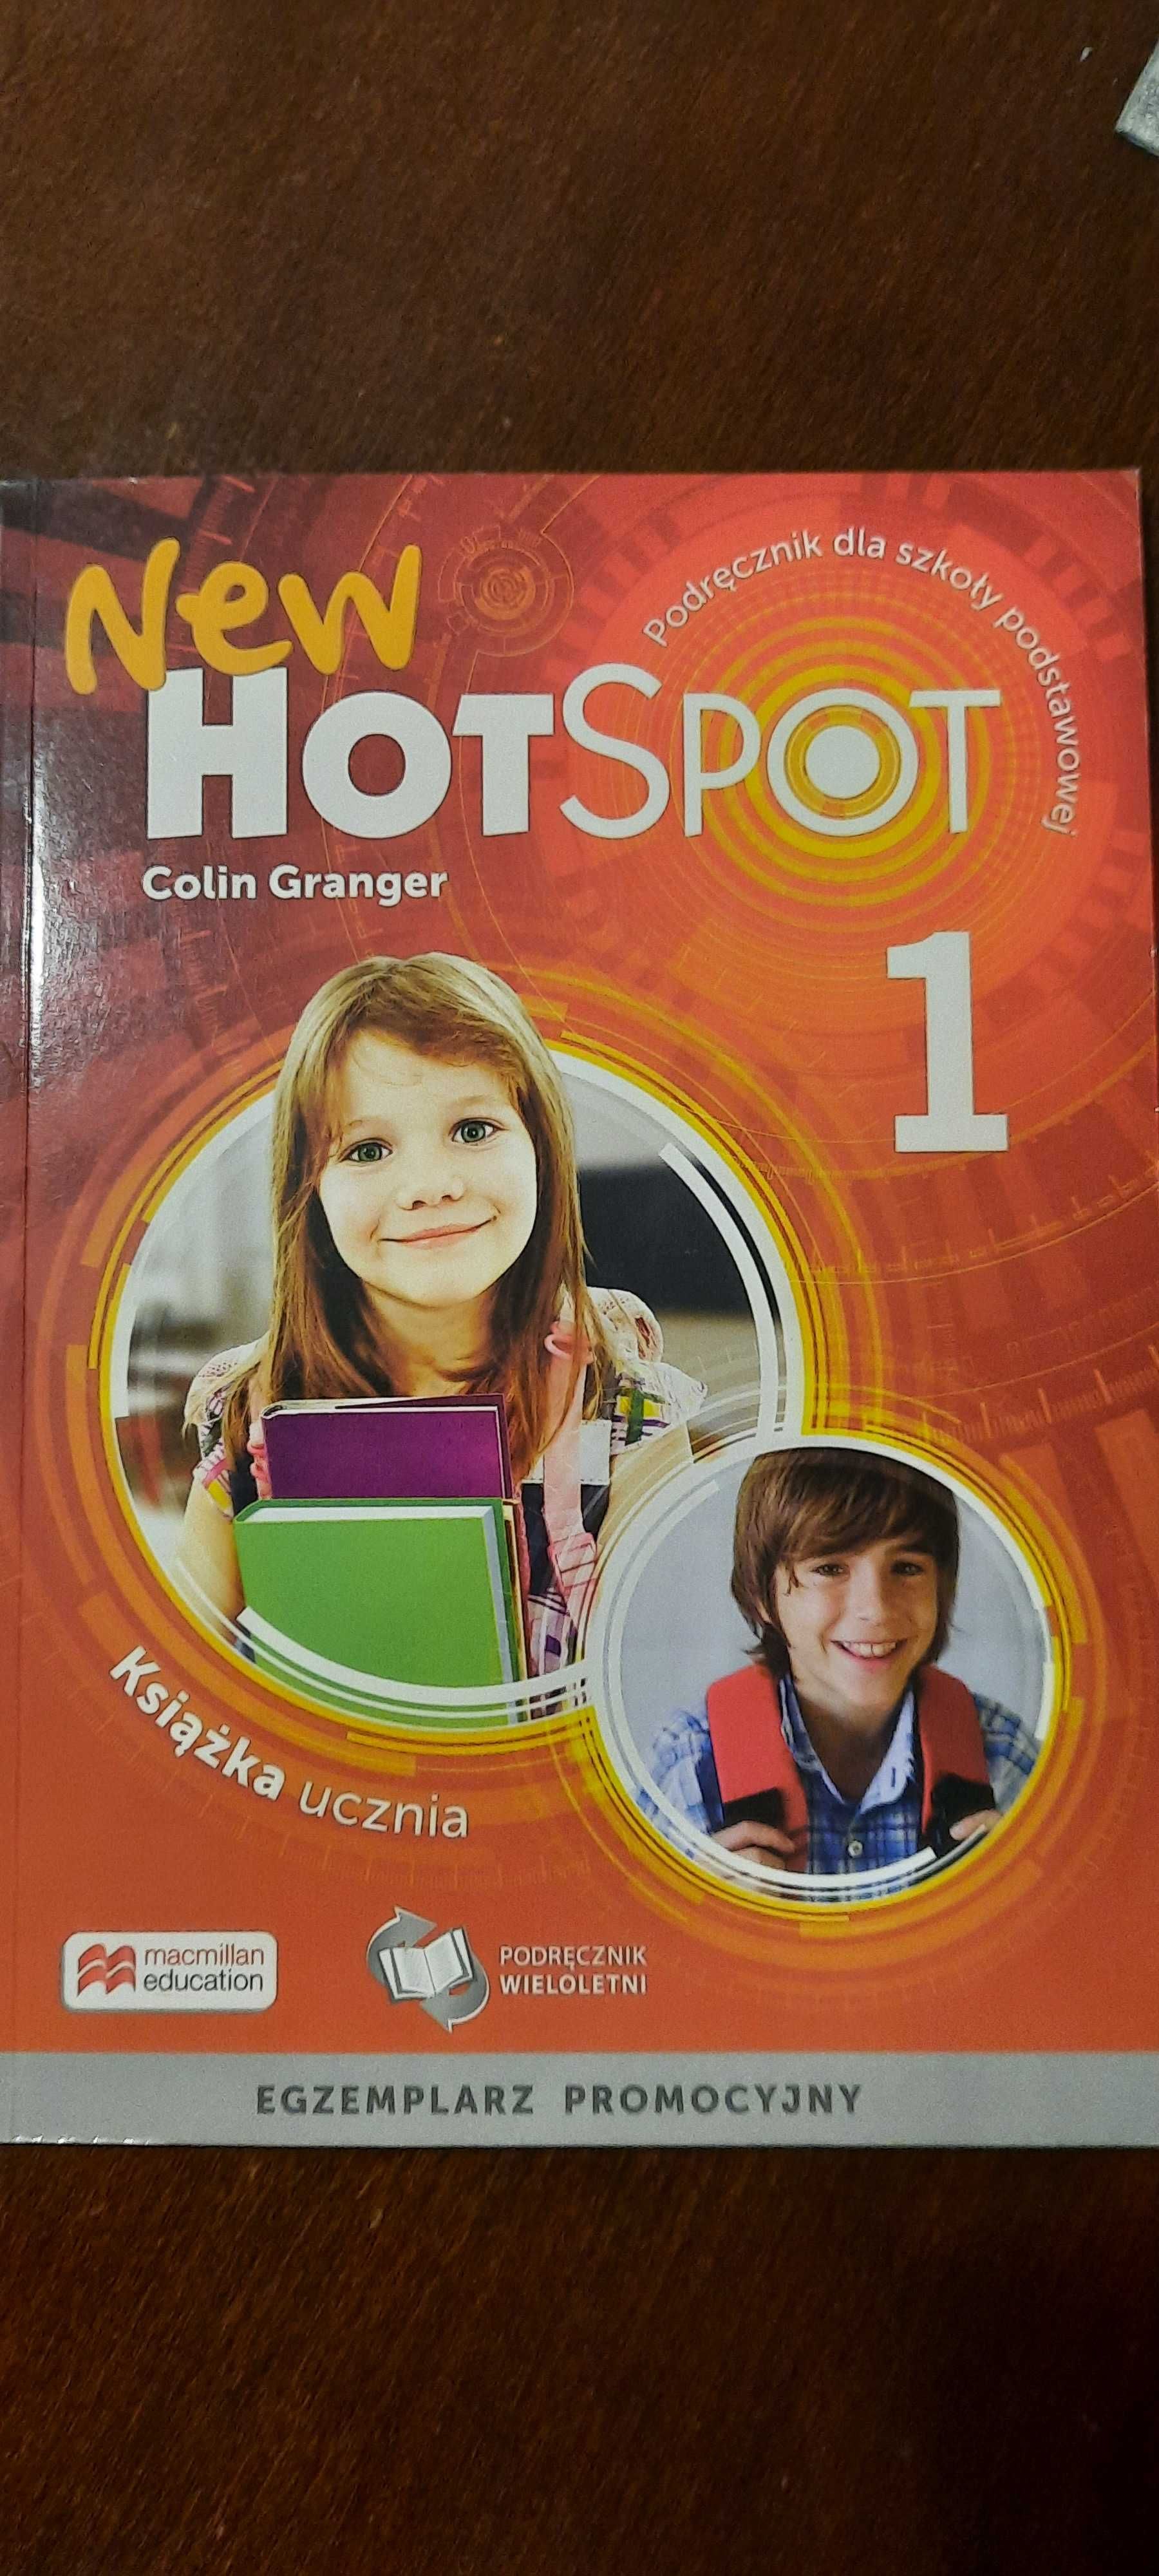 New
HOTSPOT
Podręcznik dla szkoły podstawowej
Colin Granger
1
Książka ucznia
macmillan
education
PODRĘCZNIK
WIELOLETNI
EGZEMPLARZ PROMOCYJNY